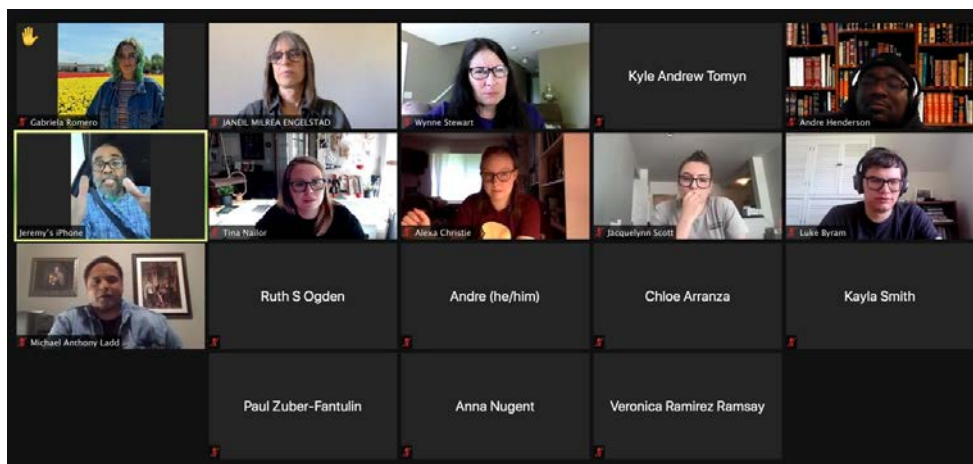 Gabriela Romero
JANEIL MILREA ENGELSTAD
Wynne Stewart
Kyle Andrew Tomyn
Andre Henderson
Jeremy's iPhone
Tina Nailor
Alexa Christie
Jacquelynn Scott
Luke Byram
Michael Anthony Ladd
Ruth S Ogden
Andre (he/him)
Chloe Arranza
Kayla Smith
Paul Zuber-Fantulin
Anna Nugent
Veronica Ramirez Ramsay